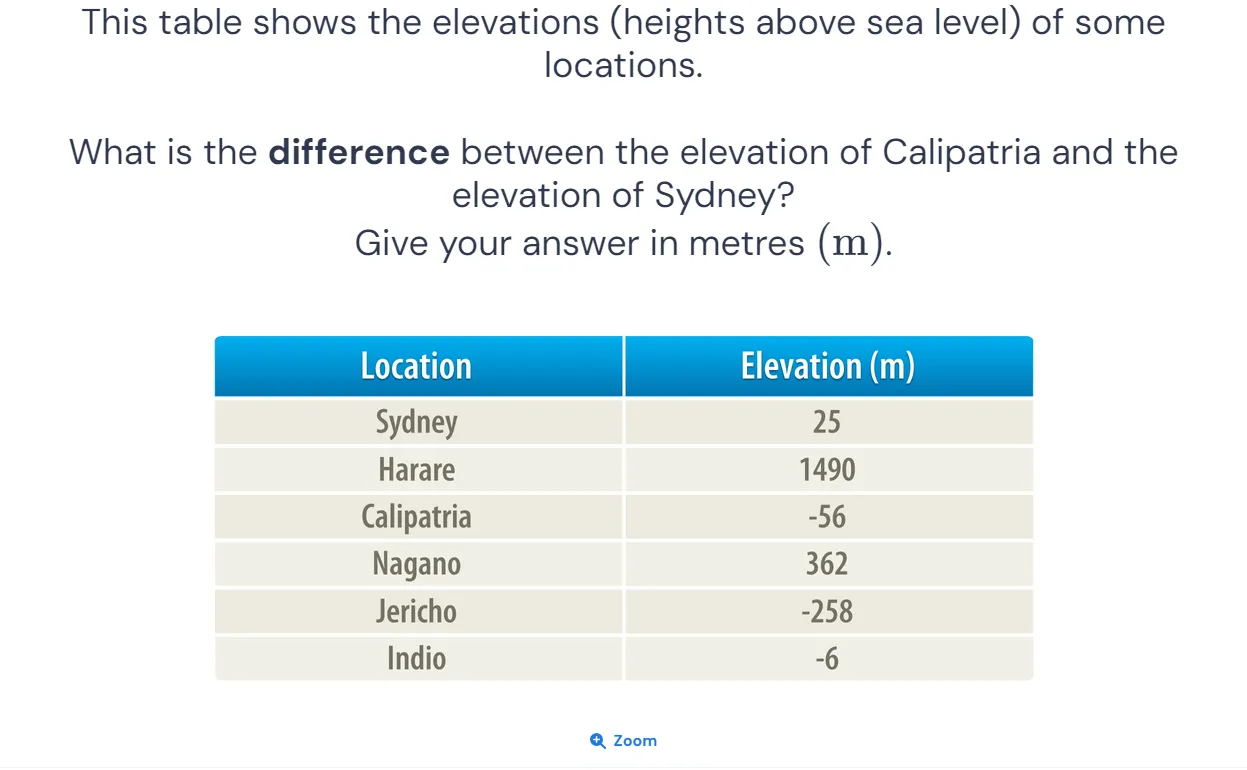 This table shows the elevations (heights above sea level) of some
locations.
What is the difference between the elevation of Calipatria and the
elevation of Sydney?
Give your answer in metres (m).
Location Elevation (m)
Sydney 25
Harare 1490
Calipatria -56
Nagano 362
Jericho -258
Indio -6
Zoom